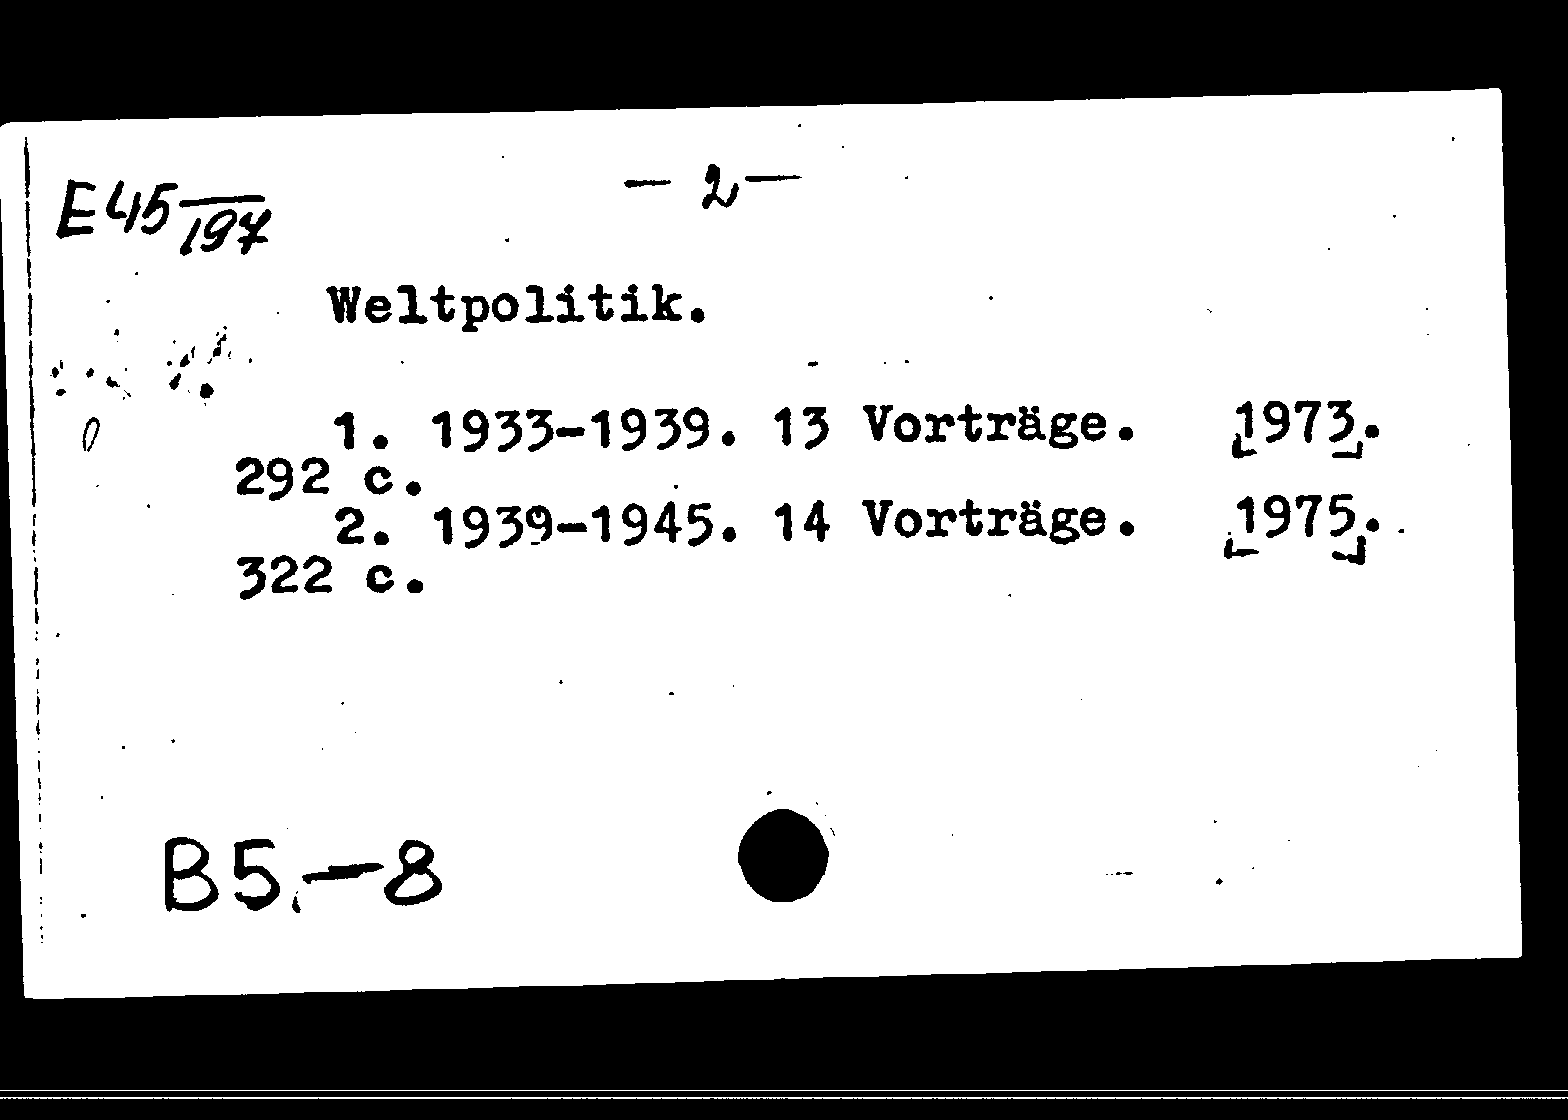 E45/197
— 2 —
Weltpolitik.
1. 1933-1939. 13 Vorträge. [1973].
292 c.
2. 1939-1945. 14 Vorträge. [1975].
322 c.
B5.-8